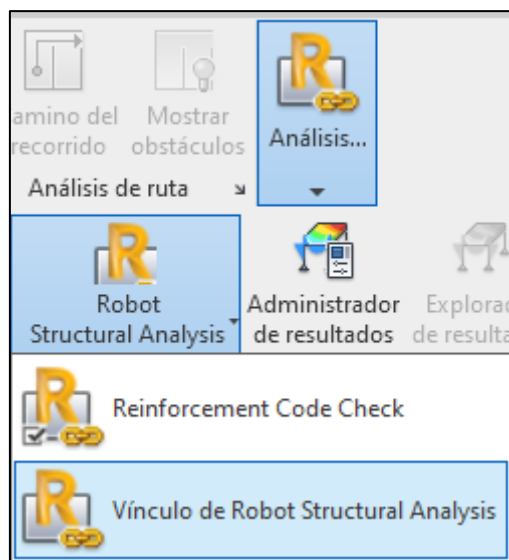 amino del Mostrar
recorrido obstáculos Análisis...
Análisis de ruta
Robot Administrador
Structural Analysis de resultados de
Reinforcement Code Check
Vínculo de Robot Structural Analysis